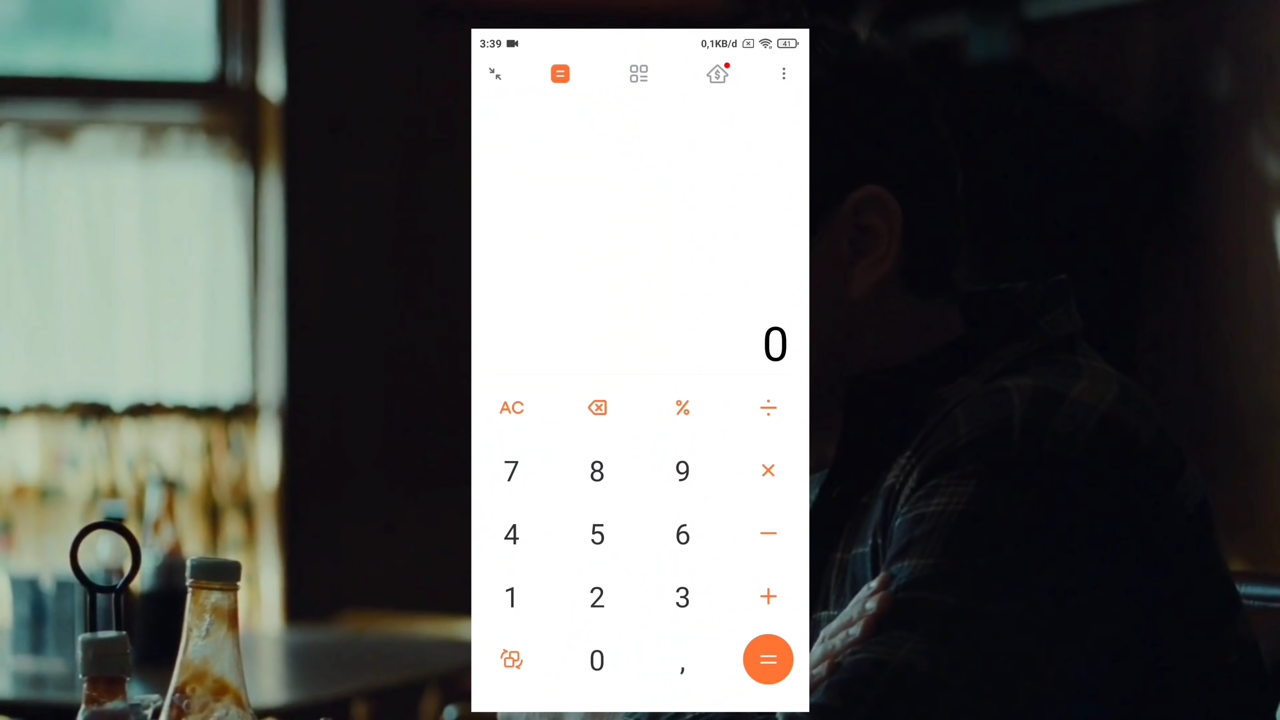 3:39 0,1KB/d 41
0
AC % ÷
7 8 9 ×
4 5 6 −
1 2 3 +
0 , =